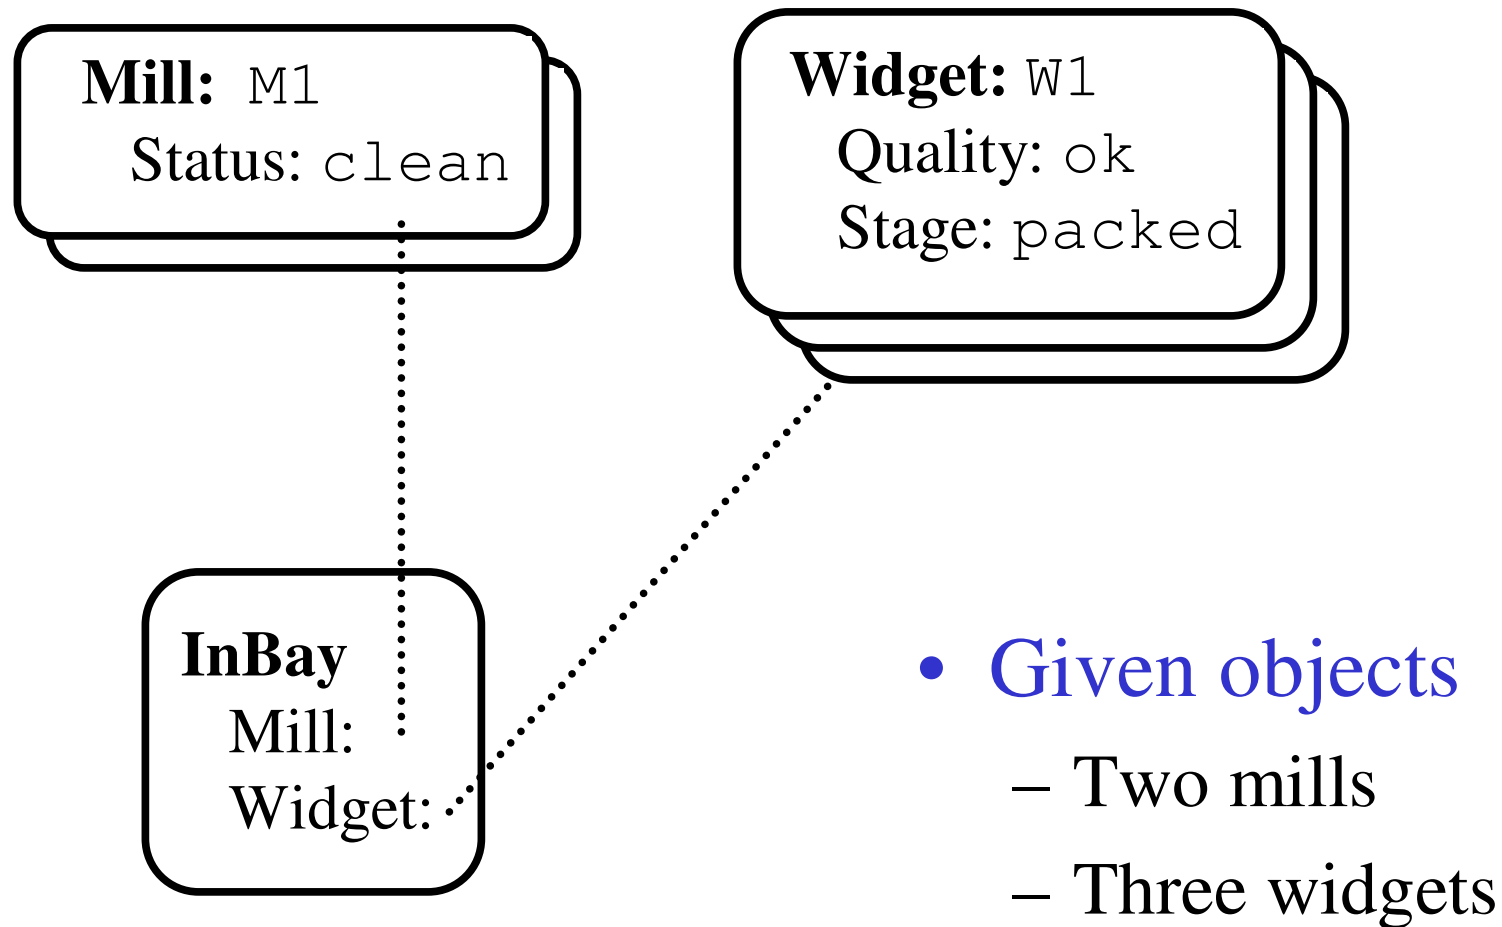 Mill: M1
Status: clean
Widget: W1
Quality: ok
Stage: packed
InBay
Mill:
Widget:
• Given objects
– Two mills
– Three widgets